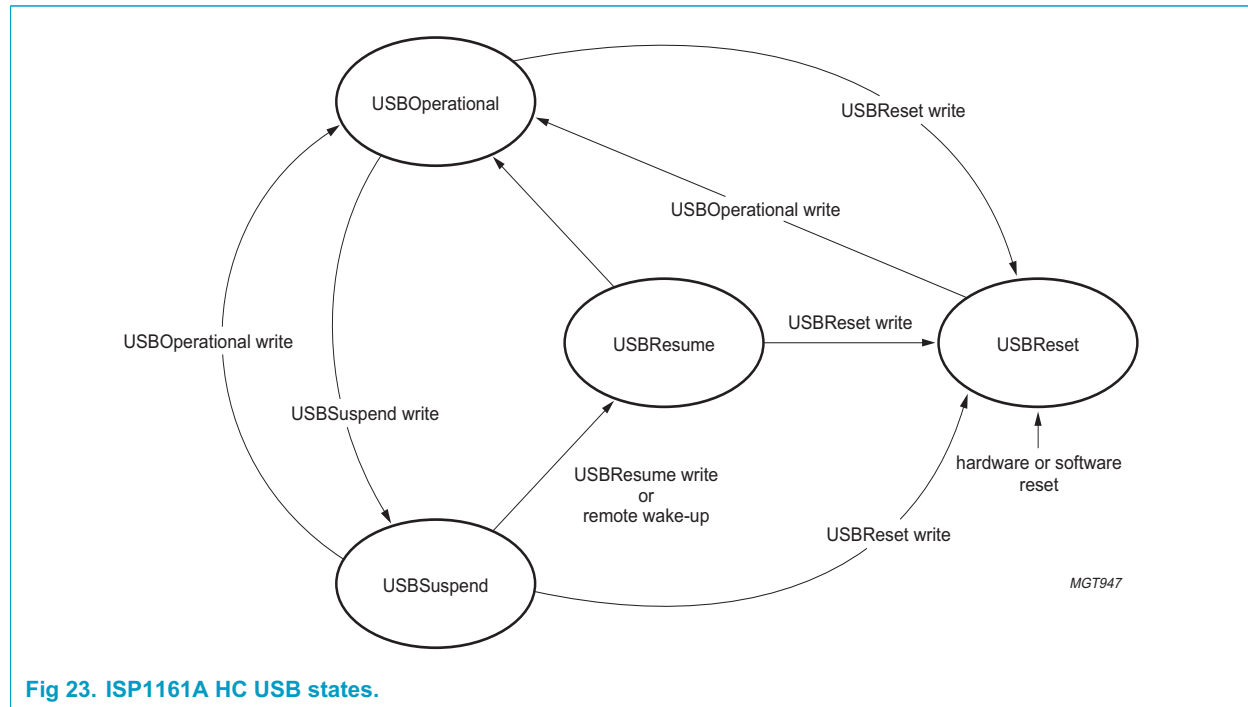 USBOperational
USBReset write
USBOperational write
USBOperational write
USBResume
USBReset write
USBReset
USBSuspend write
hardware or software
reset
USBResume write
or
remote wake-up
USBReset write
USBSuspend
MGT947
Fig 23. ISP1161A HC USB states.